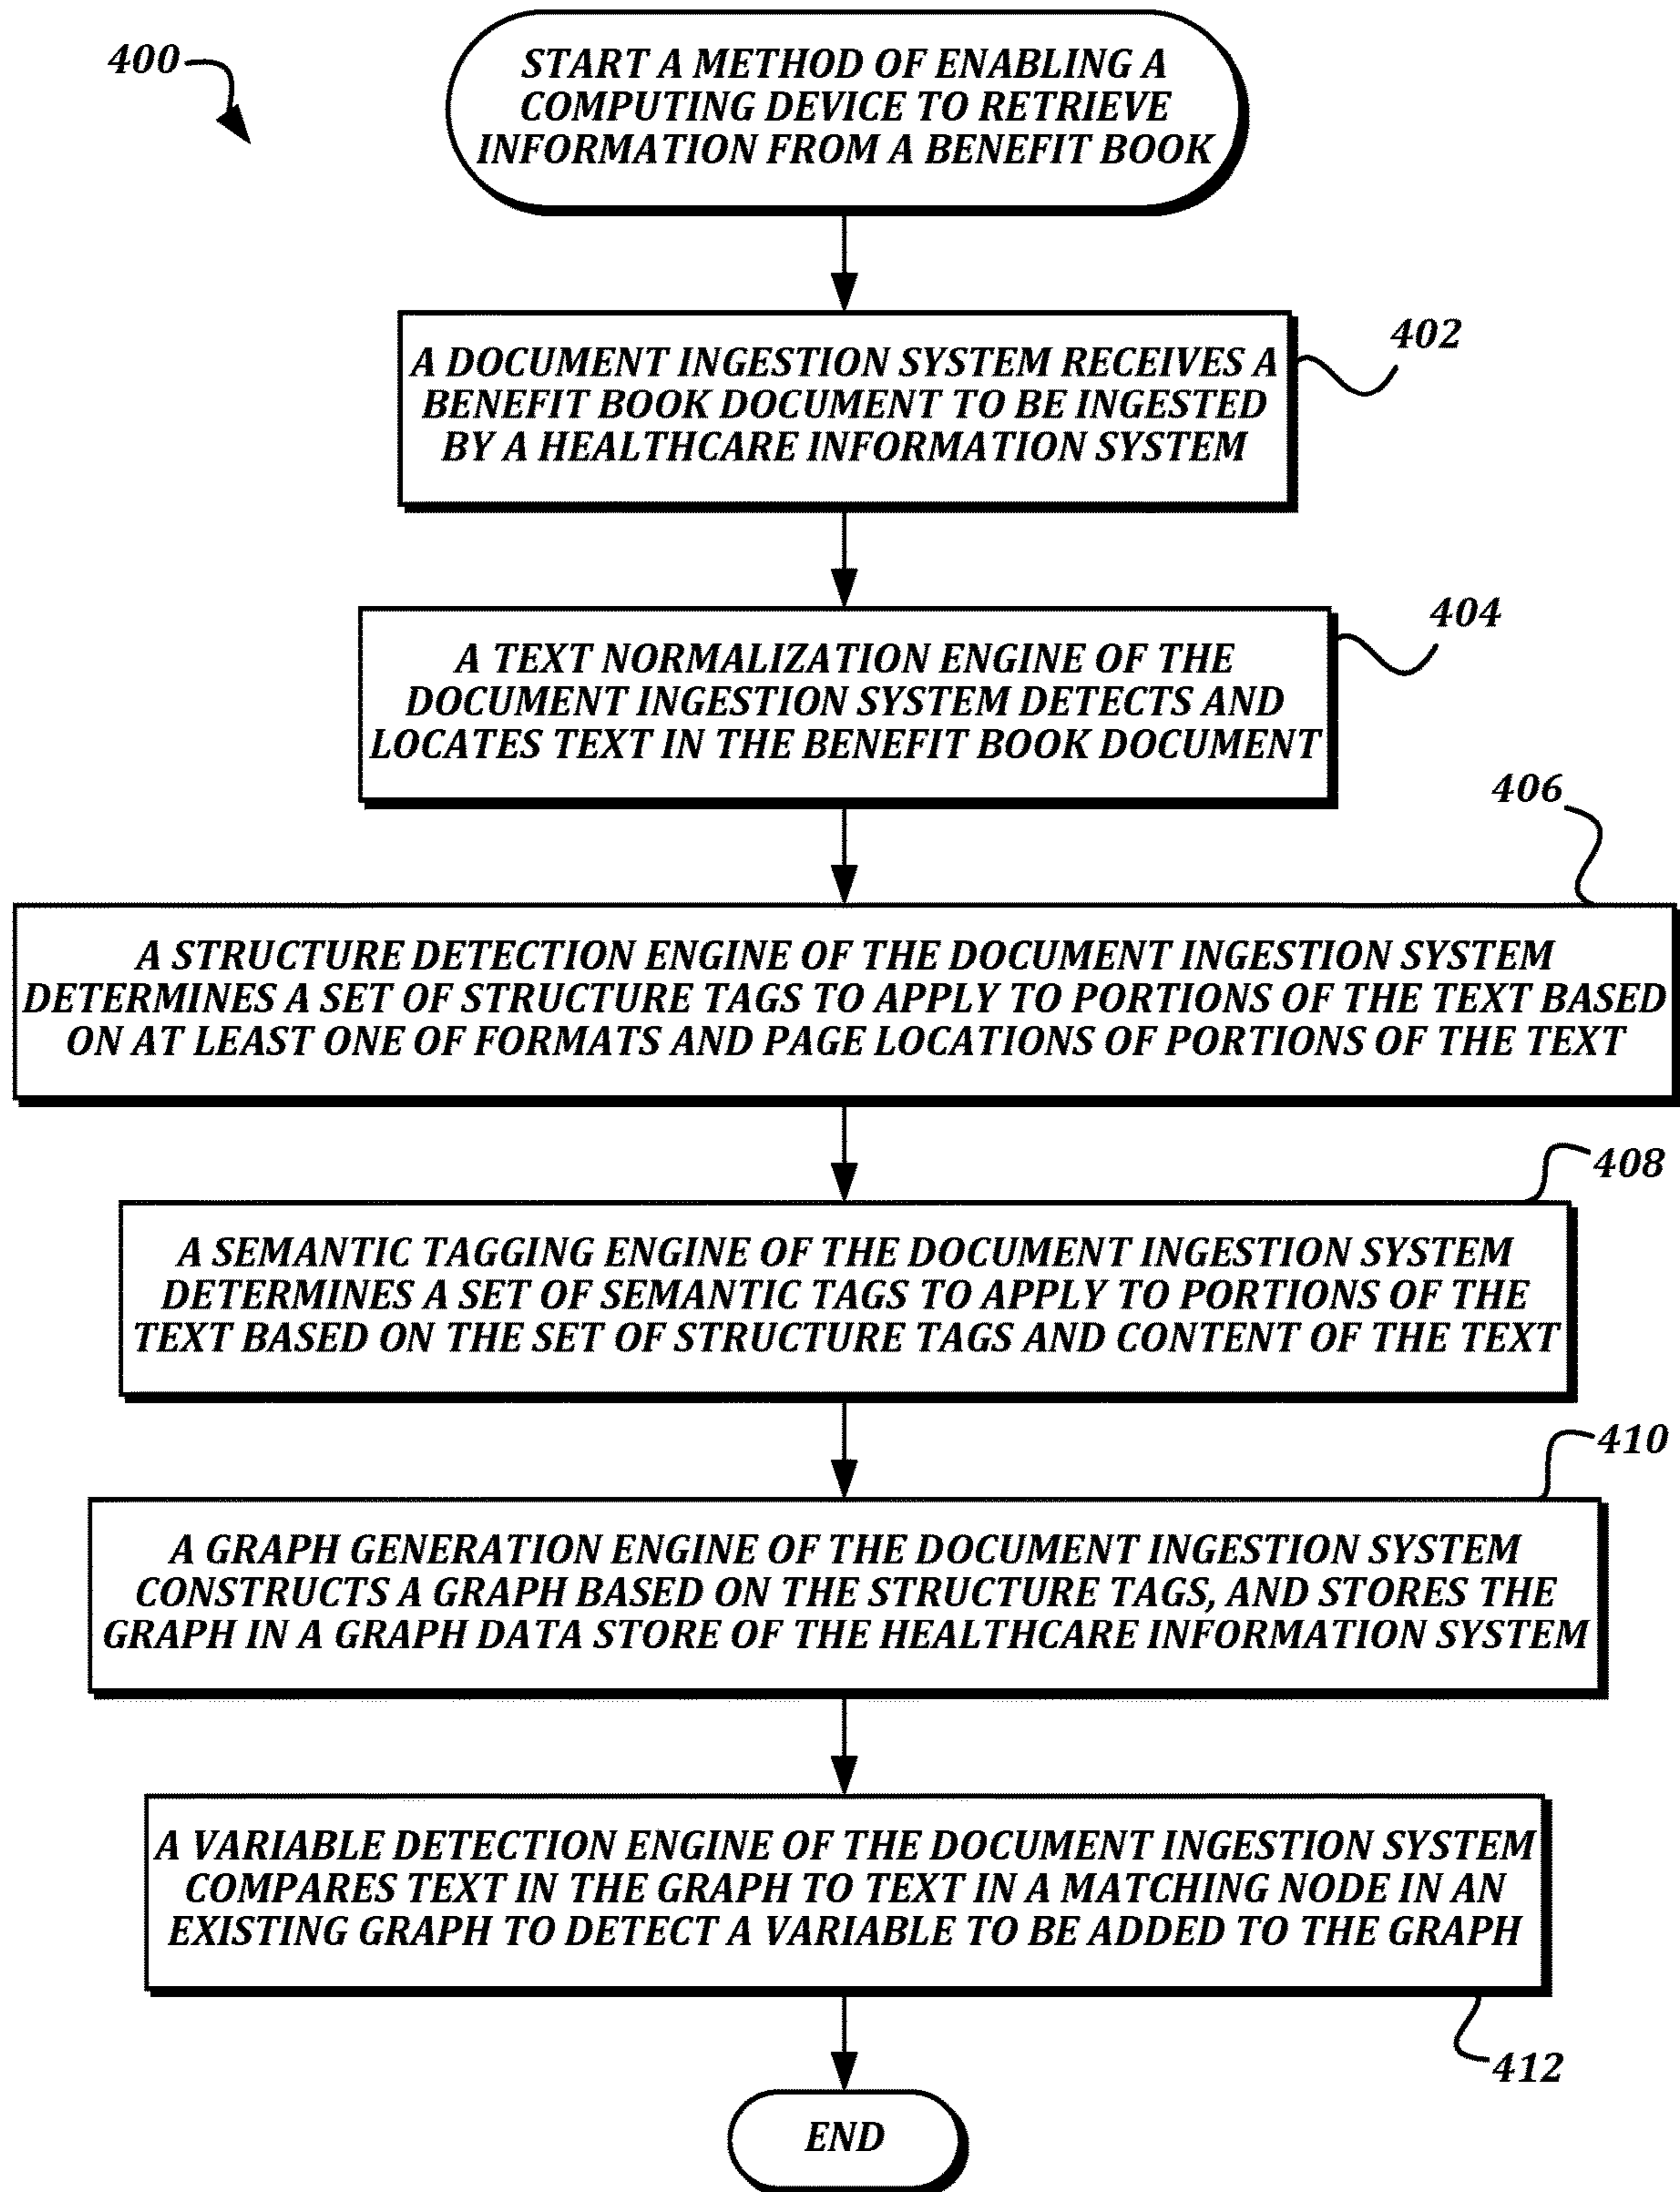 400
START A METHOD OF ENABLING A
COMPUTING DEVICE TO RETRIEVE
INFORMATION FROM A BENEFIT BOOK
402
A DOCUMENT INGESTION SYSTEM RECEIVES A
BENEFIT BOOK DOCUMENT TO BE INGESTED
BY A HEALTHCARE INFORMATION SYSTEM
404
A TEXT NORMALIZATION ENGINE OF THE
DOCUMENT INGESTION SYSTEM DETECTS AND
LOCATES TEXT IN THE BENEFIT BOOK DOCUMENT
406
A STRUCTURE DETECTION ENGINE OF THE DOCUMENT INGESTION SYSTEM
DETERMINES A SET OF STRUCTURE TAGS TO APPLY TO PORTIONS OF THE TEXT BASED
ON AT LEAST ONE OF FORMATS AND PAGE LOCATIONS OF PORTIONS OF THE TEXT
408
A SEMANTIC TAGGING ENGINE OF THE DOCUMENT INGESTION SYSTEM
DETERMINES A SET OF SEMANTIC TAGS TO APPLY TO PORTIONS OF THE
TEXT BASED ON THE SET OF STRUCTURE TAGS AND CONTENT OF THE TEXT
410
A GRAPH GENERATION ENGINE OF THE DOCUMENT INGESTION SYSTEM
CONSTRUCTS A GRAPH BASED ON THE STRUCTURE TAGS, AND STORES THE
GRAPH IN A GRAPH DATA STORE OF THE HEALTHCARE INFORMATION SYSTEM
A VARIABLE DETECTION ENGINE OF THE DOCUMENT INGESTION SYSTEM
COMPARES TEXT IN THE GRAPH TO TEXT IN A MATCHING NODE IN AN
EXISTING GRAPH TO DETECT A VARIABLE TO BE ADDED TO THE GRAPH
412
END